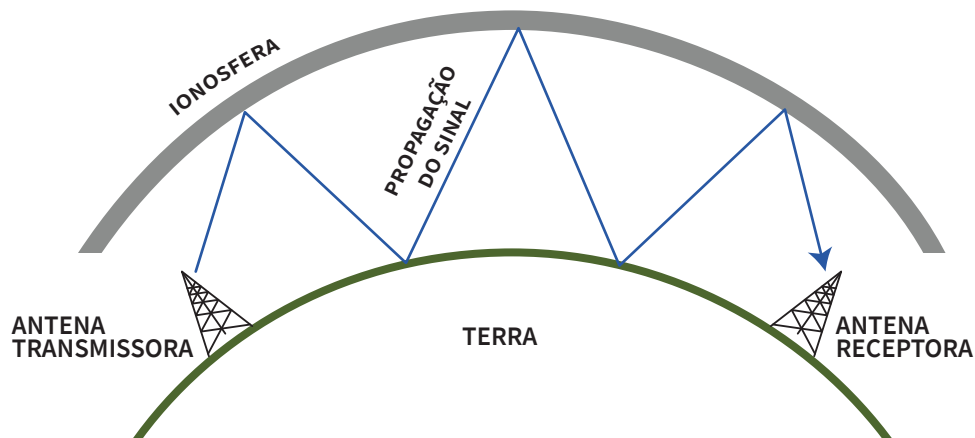 IONOSFERA
PROPAGAÇÃO
DO SINAL
ANTENA
TRANSMISSORA
TERRA
ANTENA
RECEPTORA